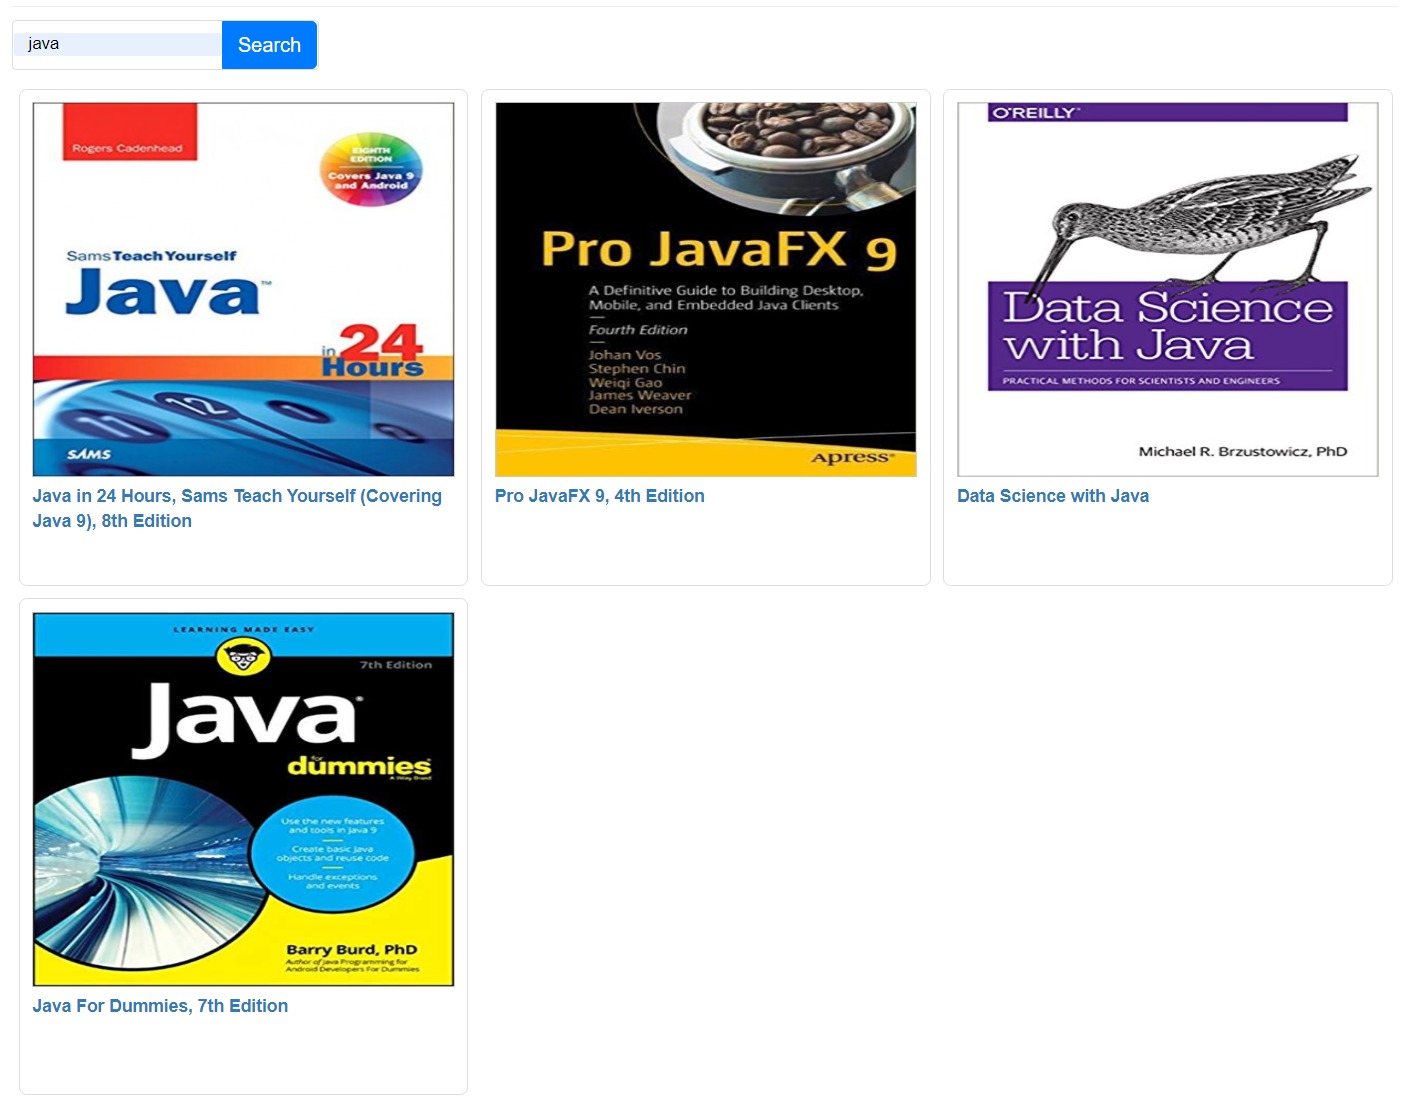 java
Search
Rogers Cadenhead
EIGHTH
EDITION
Covers Java 9
and Android
Sams Teach Yourself
Java™
in 24
Hours
11
12
1
2
SAMS
Java in 24 Hours, Sams Teach Yourself (Covering
Java 9), 8th Edition
Pro JavaFX 9
A Definitive Guide to Building Desktop,
Mobile, and Embedded Java Clients
—
Fourth Edition
—
Johan Vos
Stephen Chin
Weiqi Gao
James Weaver
Dean Iverson
Apress®
Pro JavaFX 9, 4th Edition
O'REILLY®
Data Science
with Java
PRACTICAL METHODS FOR SCIENTISTS AND ENGINEERS
Michael R. Brzustowicz, PhD
Data Science with Java
LEARNING MADE EASY
7th Edition
Java®
for
dummies
A Wiley Brand
Use the new features
and tools in Java 9
Create basic Java
objects and reuse code
Handle exceptions
and events
Barry Burd, PhD
Author of Java Programming for
Android Developers For Dummies
Java For Dummies, 7th Edition